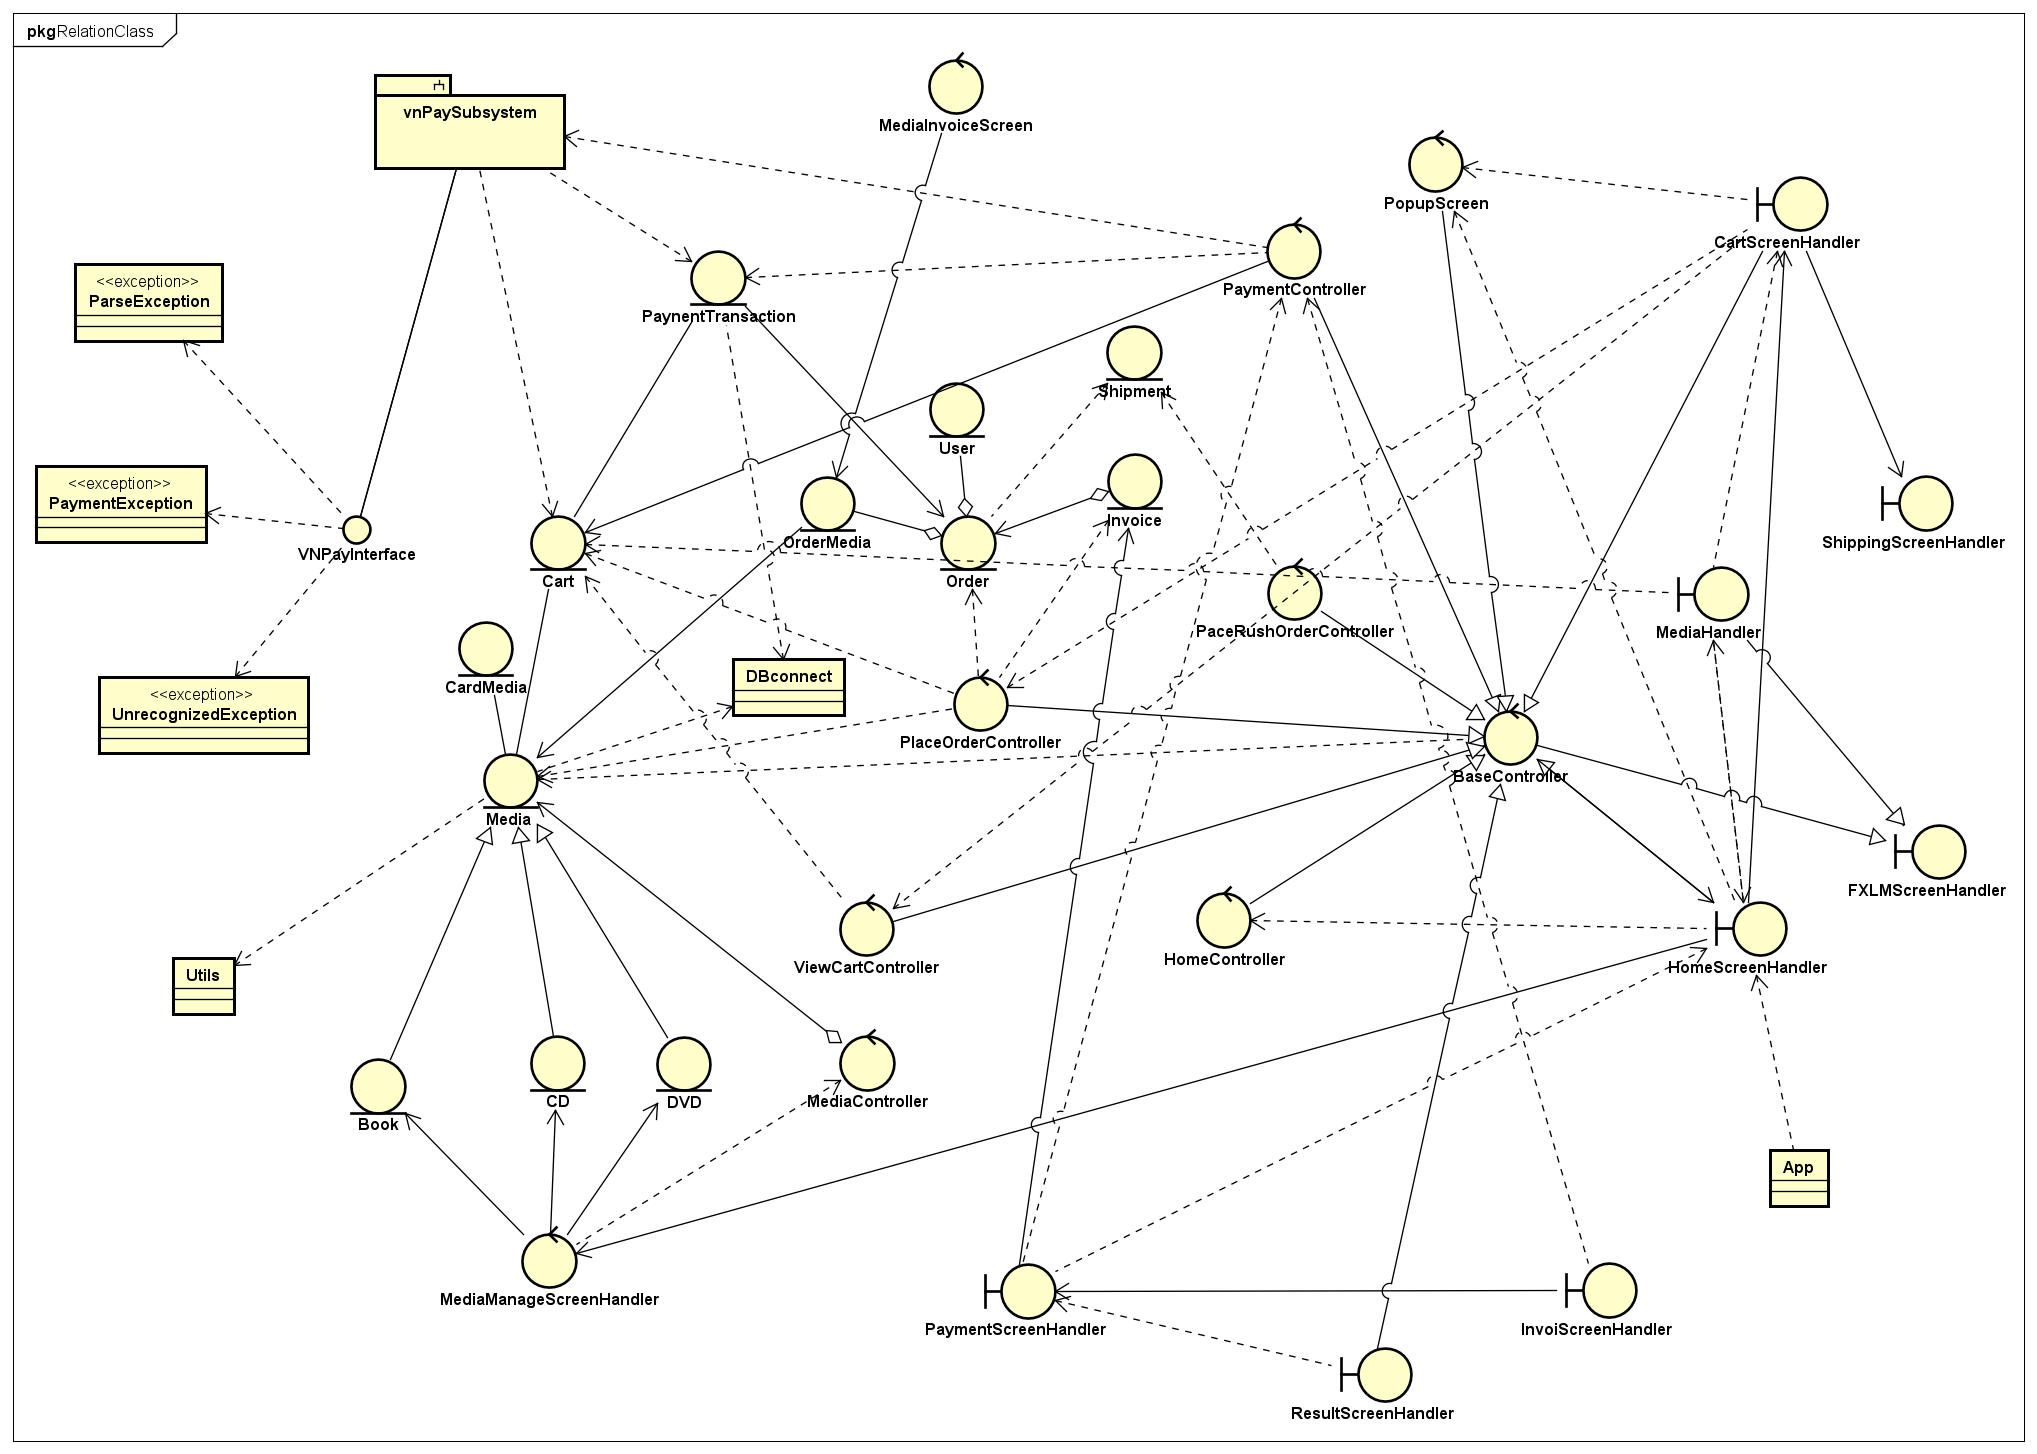 pkgRelationClass
vnPaySubsystem
MediaInvoiceScreen
PopupScreen
CartScreenHandler
<<exception>>
ParseException
PaynentTransaction
PaymentController
Shipment
User
<<exception>>
PaymentException
VNPayInterface
Cart
OrderMedia
Order
Invoice
ShippingScreenHandler
PaceRushOrderController
MediaHandler
CardMedia
<<exception>>
UnrecognizedException
DBconnect
PlaceOrderController
BaseController
Media
FXLMScreenHandler
Utils
ViewCartController
HomeController
HomeScreenHandler
Book
CD
DVD
MediaController
App
MediaManageScreenHandler
PaymentScreenHandler
InvoiScreenHandler
ResultScreenHandler